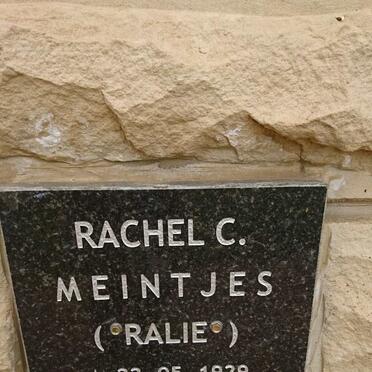 RACHEL C.
MEINTJES
(RALIE)